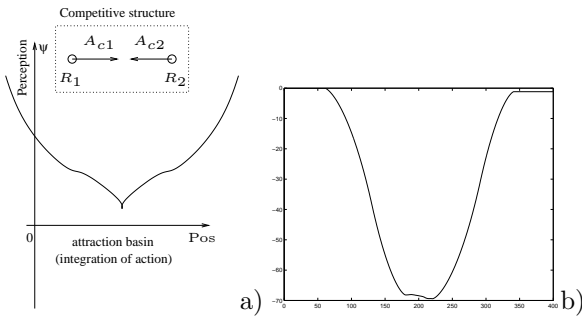 Competitive structure
Perception
ψ
A_c1 A_c2
R_1 R_2
0
attraction basin
Pos
(integration of action)
a)
0
−10
−20
−30
−40
−50
−60
−70
0 50 100 150 200 250 300 350 400
b)